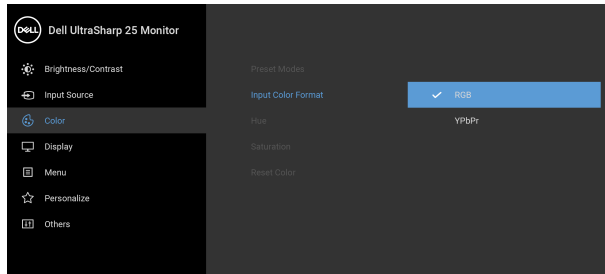 DELL Dell UltraSharp 25 Monitor
Brightness/Contrast
Input Source
Color
Display
Menu
Personalize
Others
Preset Modes
Input Color Format
Hue
Saturation
Reset Color
RGB
YPbPr